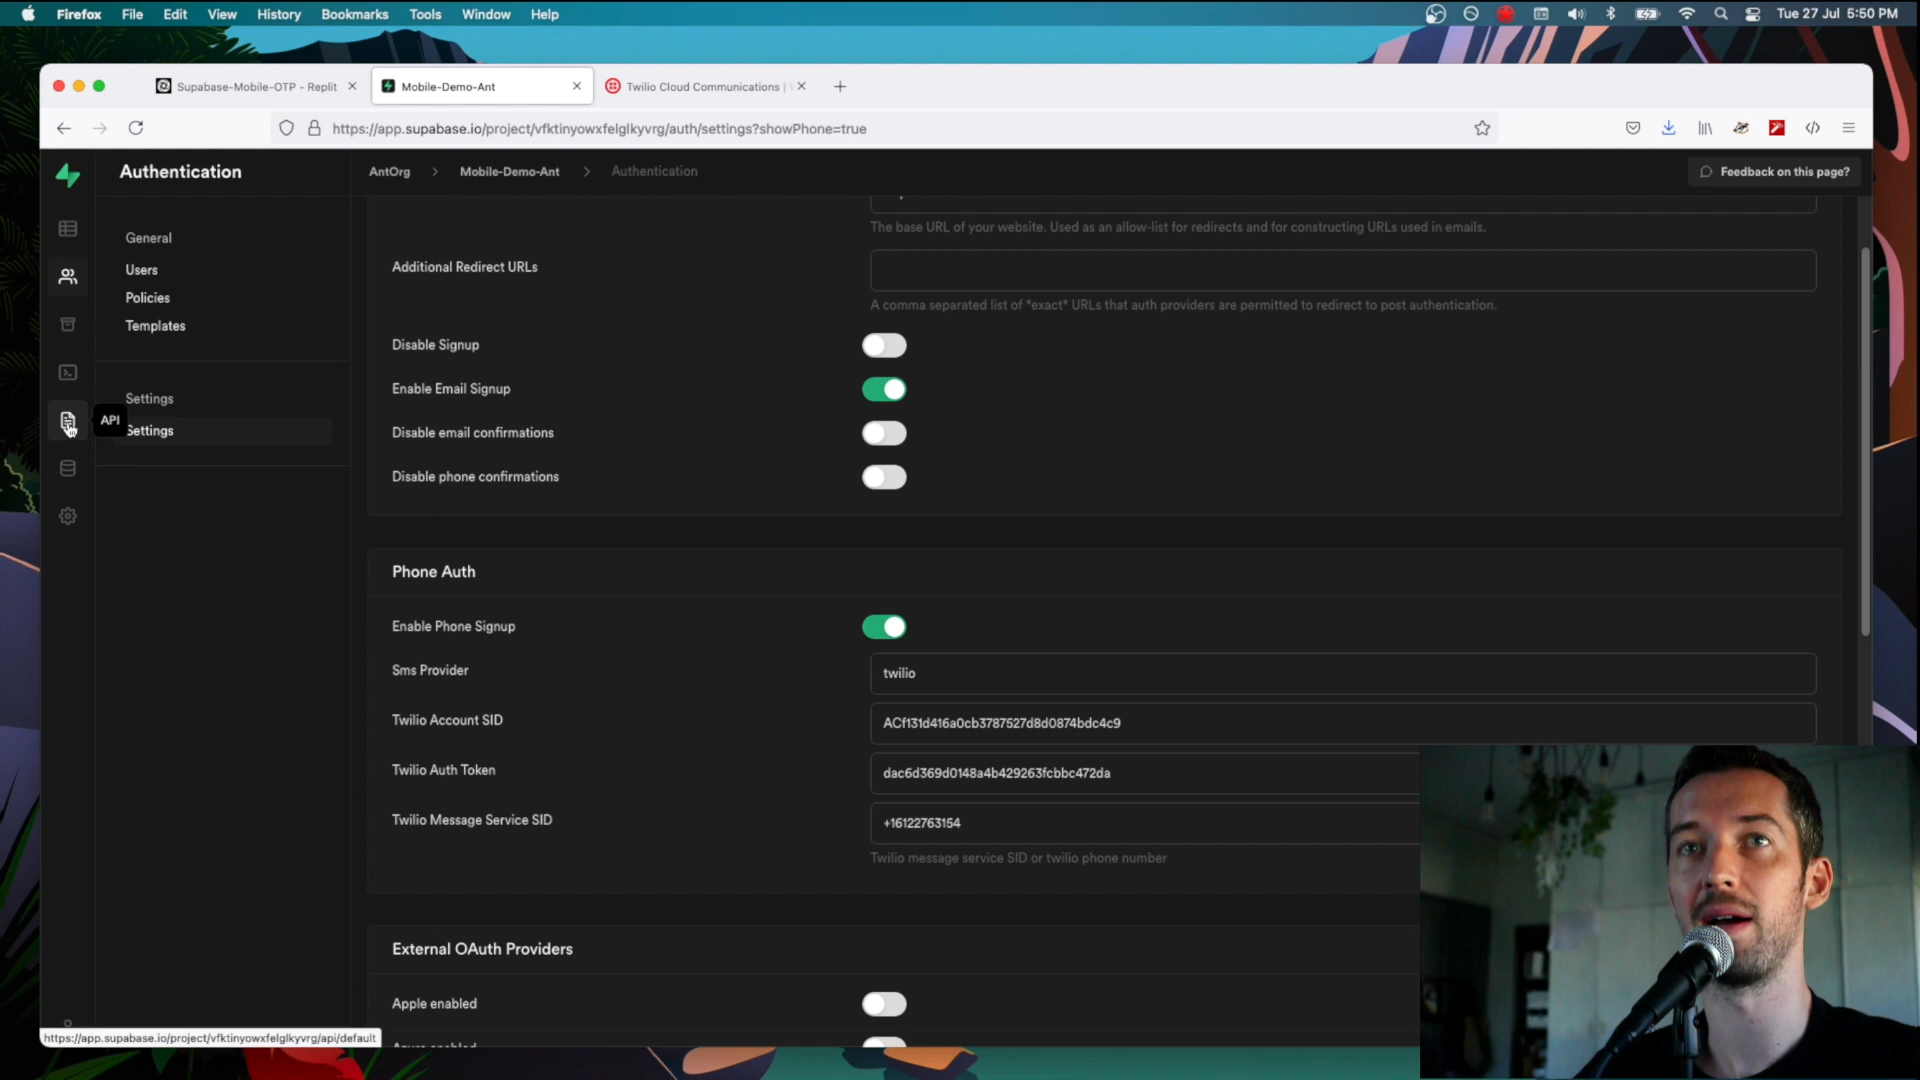 Firefox File Edit View History Bookmarks Tools Window Help Tue 27 Jul 5:50 PM
Supabase-Mobile-OTP - Replit Mobile-Demo-Ant Twilio Cloud Communications |
https://app.supabase.io/project/vfktinyowxfelglkyvrg/auth/settings?showPhone=true
Authentication AntOrg > Mobile-Demo-Ant > Authentication Feedback on this page?
The base URL of your website. Used as an allow-list for redirects and for constructing URLs used in emails.
General
Users
Policies
Templates
Settings
API
Settings
Additional Redirect URLs
A comma separated list of *exact* URLs that auth providers are permitted to redirect to post authentication.
Disable Signup
Enable Email Signup
Disable email confirmations
Disable phone confirmations
Phone Auth
Enable Phone Signup
Sms Provider twilio
Twilio Account SID ACf131d416a0cb3787527d8d0874bdc4c9
Twilio Auth Token dac6d369d0148a4b429263fcbbc472da
Twilio Message Service SID +16122763154
Twilio message service SID or twilio phone number
External OAuth Providers
Apple enabled
https://app.supabase.io/project/vfktinyowxfelglkyvrg/api/default